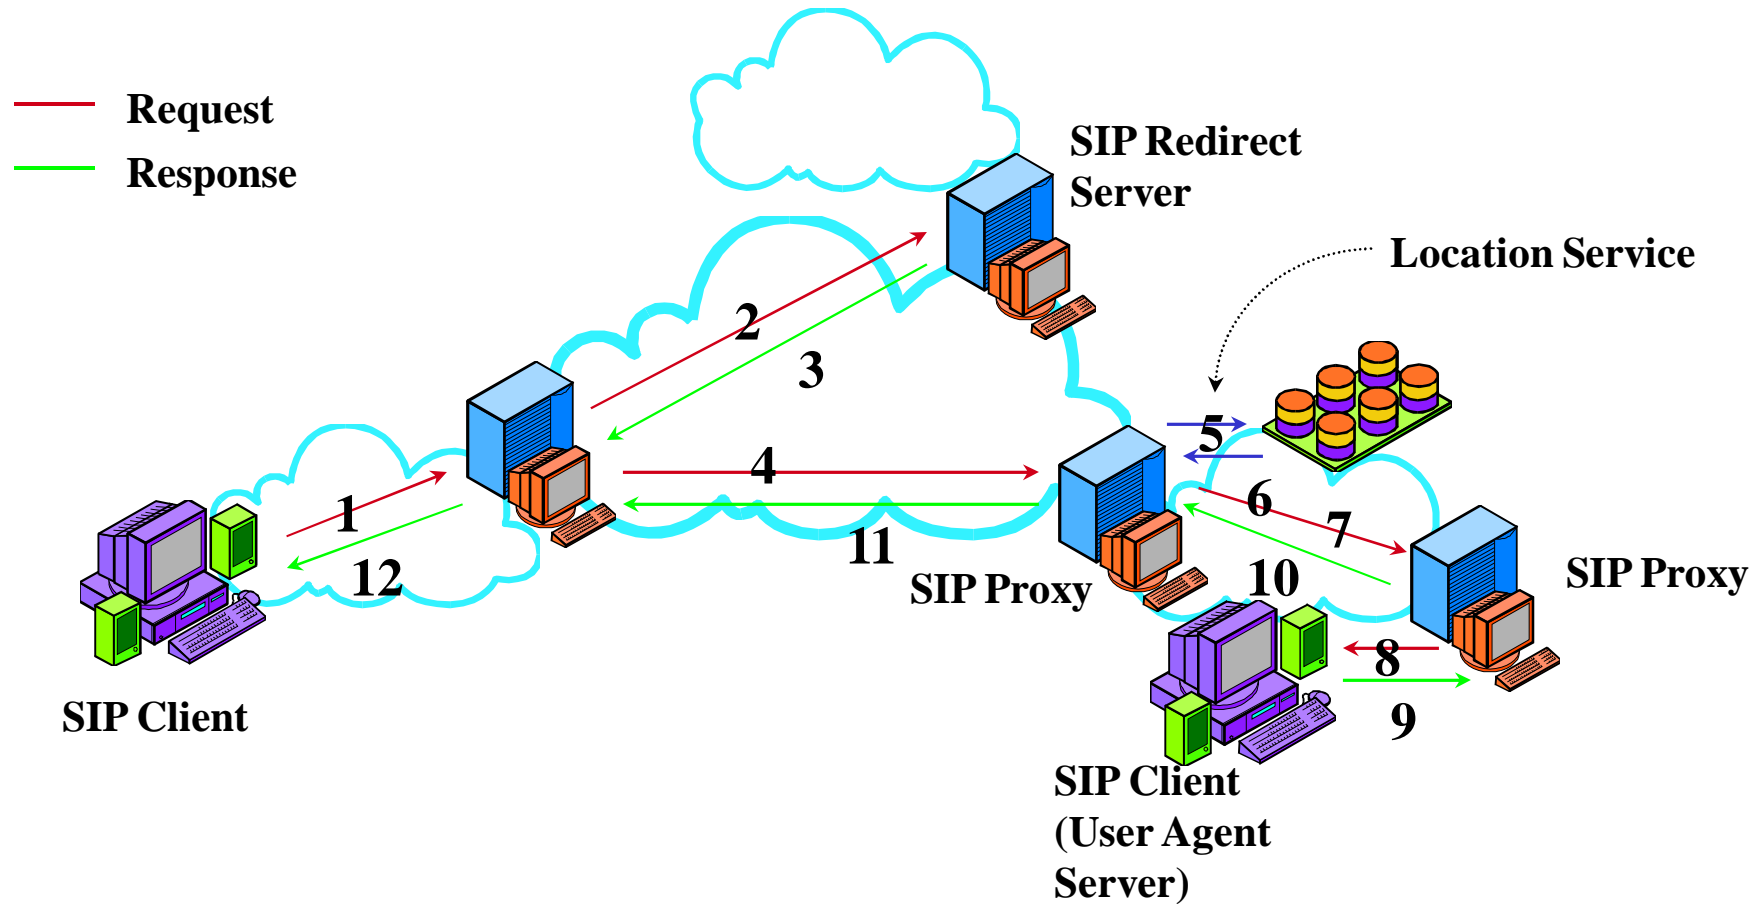 Request
Response
SIP Redirect
Server
Location Service
2
3
5
4
6
7
1
11
12
10
SIP Proxy
SIP Proxy
8
9
SIP Client
SIP Client
(User Agent
Server)